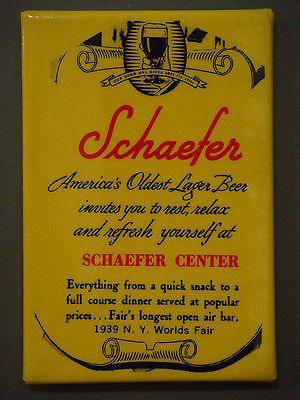 Schaefer
America's Oldest Lager Beer
invites you to rest, relax
and refresh yourself at
SCHAEFER CENTER
Everything from a quick snack to a
full course dinner served at popular
prices...Fair's longest open air bar.
1939 N. Y. Worlds Fair